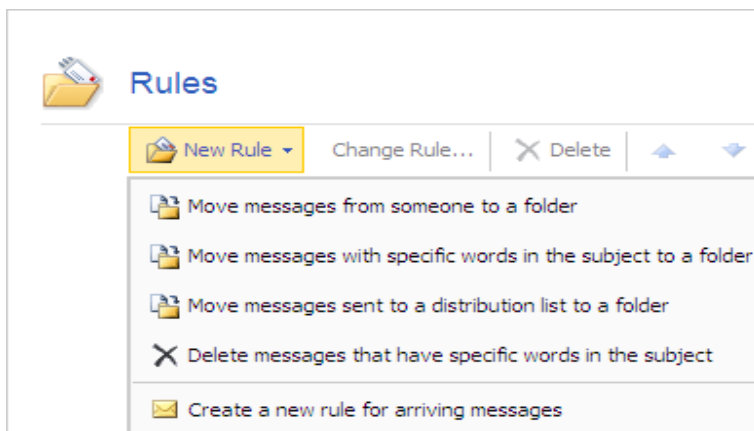 Rules
New Rule Change Rule... Delete
Move messages from someone to a folder
Move messages with specific words in the subject to a folder
Move messages sent to a distribution list to a folder
Delete messages that have specific words in the subject
Create a new rule for arriving messages